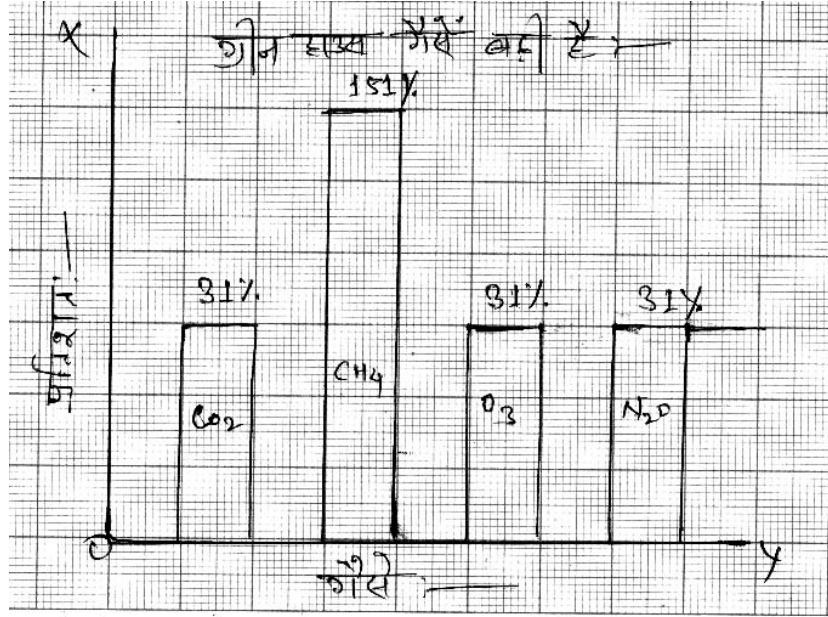 X
ग्रीन हाउस गैसें बढ़ी है :—
151%
31%
31%
31%
प्रतिशत :—
CO2
CH4
O3
N2O
O
Y
गैसें :—